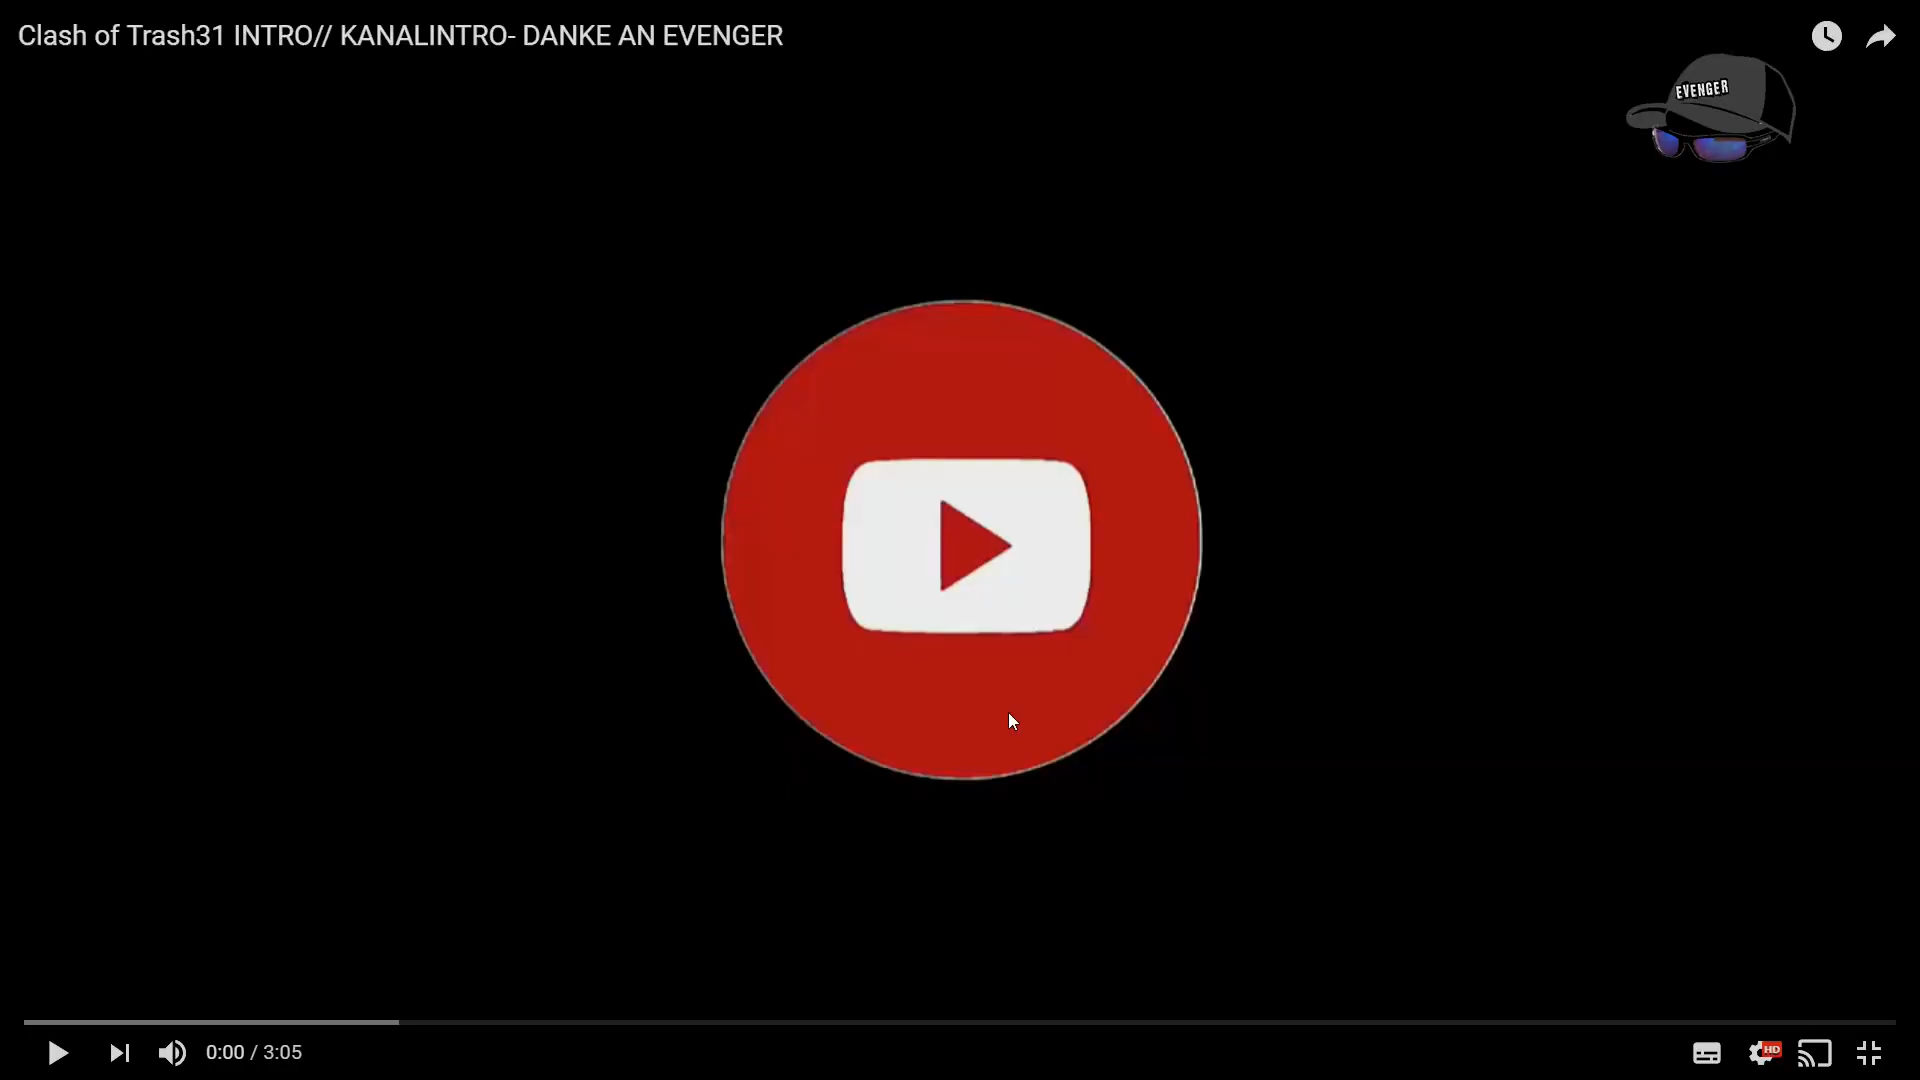 Clash of Trash31 INTRO// KANALINTRO- DANKE AN EVENGER
EVENGER
0:00 / 3:05
HD